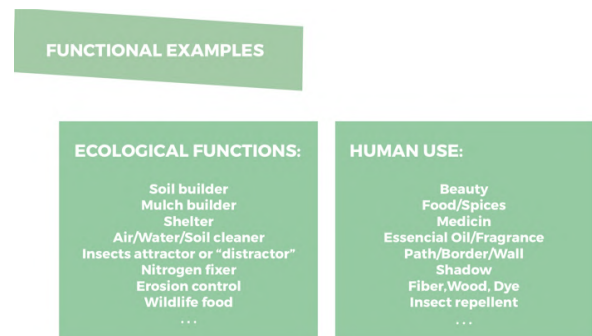 FUNCTIONAL EXAMPLES
ECOLOGICAL FUNCTIONS:
Soil builder
Mulch builder
Shelter
Air/Water/Soil cleaner
Insects attractor or “distractor”
Nitrogen fixer
Erosion control
Wildlife food
...
HUMAN USE:
Beauty
Food/Spices
Medicin
Essencial Oil/Fragrance
Path/Border/Wall
Shadow
Fiber,Wood, Dye
Insect repellent
...